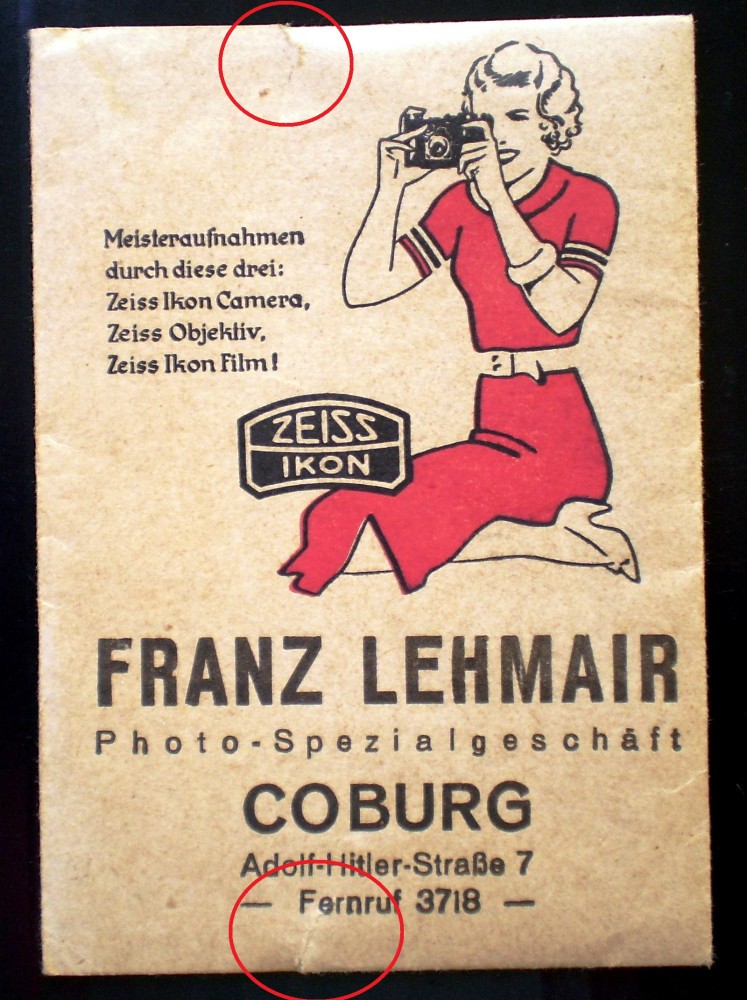 Meisteraufnahmen
durch diese drei:
Zeiss Ikon Camera,
Zeiss Objektiv,
Zeiss Ikon Film!
ZEISS
IKON
FRANZ LEHMAIR
Photo-Spezialgeschäft
COBURG
Adolf-Hitler-Straße 7
— Fernruf 3718 —